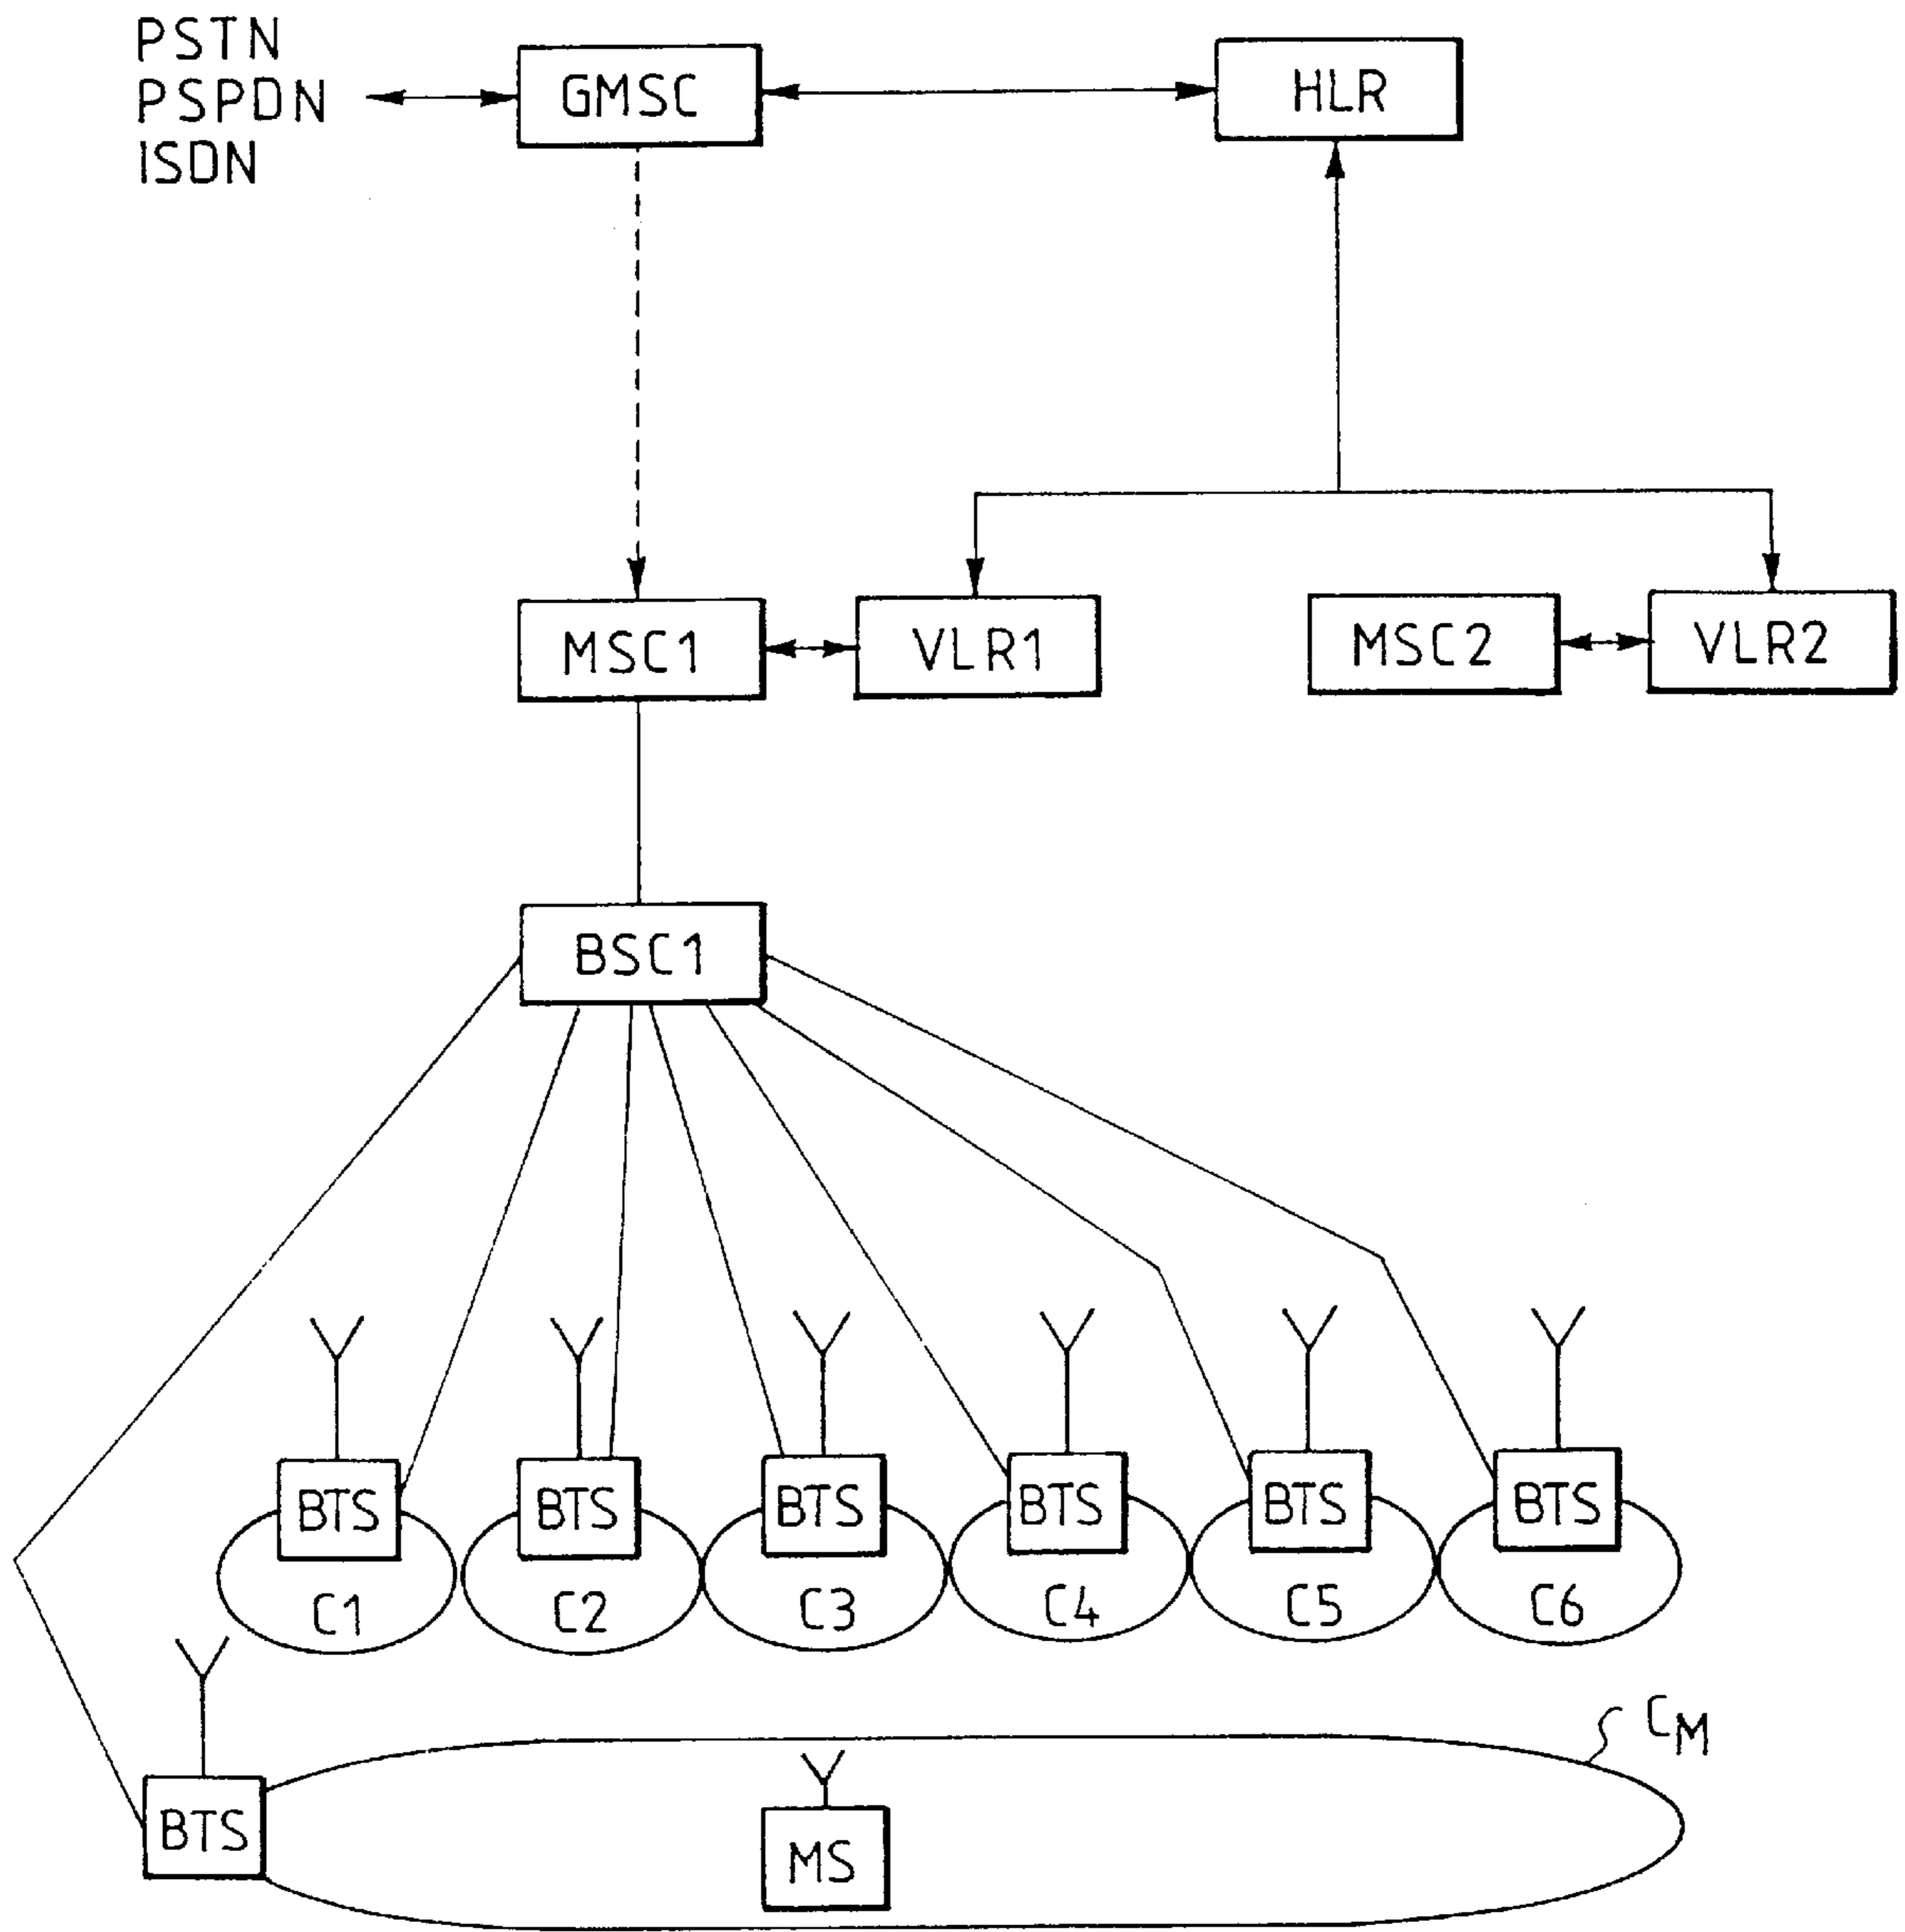 PSTN
PSPDN
ISDN
GMSC
HLR
MSC1
VLR1
MSC2
VLR2
BSC1
BTS
BTS
BTS
BTS
BTS
BTS
C1
C2
C3
C4
C5
C6
CM
BTS
MS